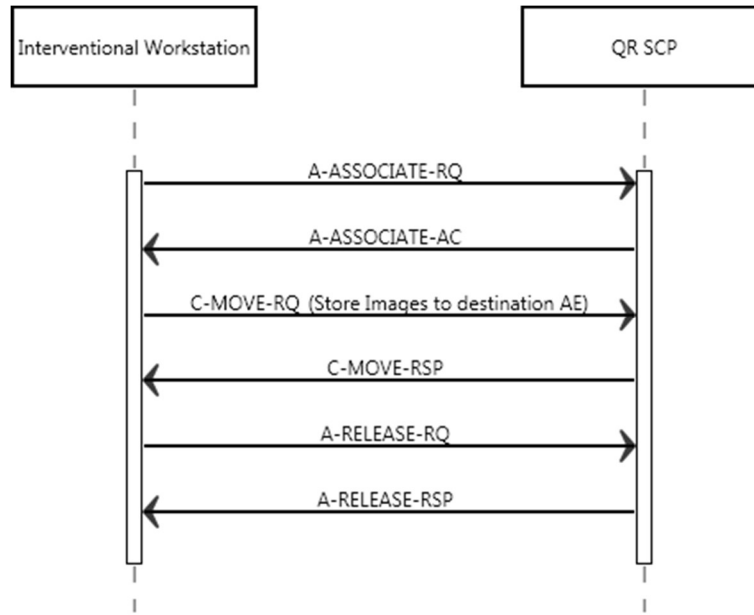 Interventional Workstation
QR SCP
A-ASSOCIATE-RQ
A-ASSOCIATE-AC
C-MOVE-RQ (Store Images to destination AE)
C-MOVE-RSP
A-RELEASE-RQ
A-RELEASE-RSP